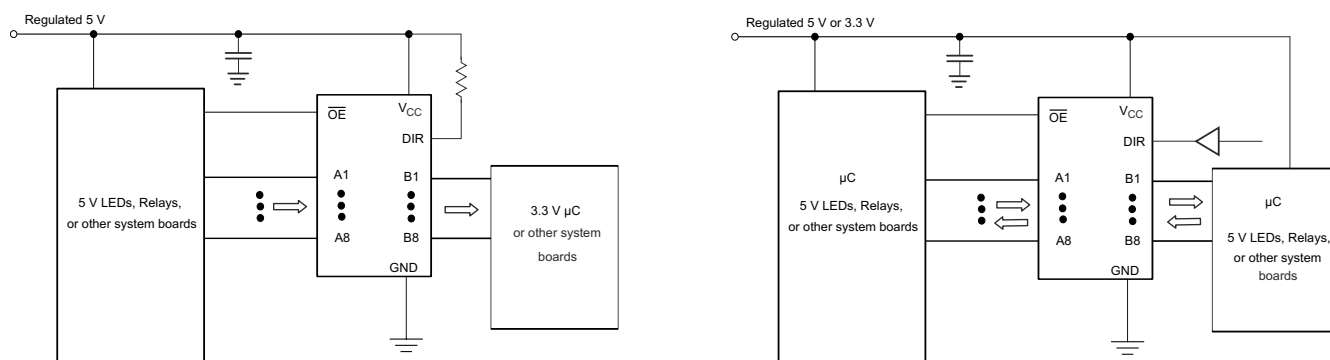 Regulated 5 V
OE
VCC
DIR
A1
B1
5 V LEDs, Relays,
or other system boards
A8
B8
GND
3.3 V µC
or other system
boards
Regulated 5 V or 3.3 V
OE
VCC
DIR
µC
5 V LEDs, Relays,
or other system boards
A1
B1
A8
B8
GND
µC
5 V LEDs, Relays,
or other system
boards